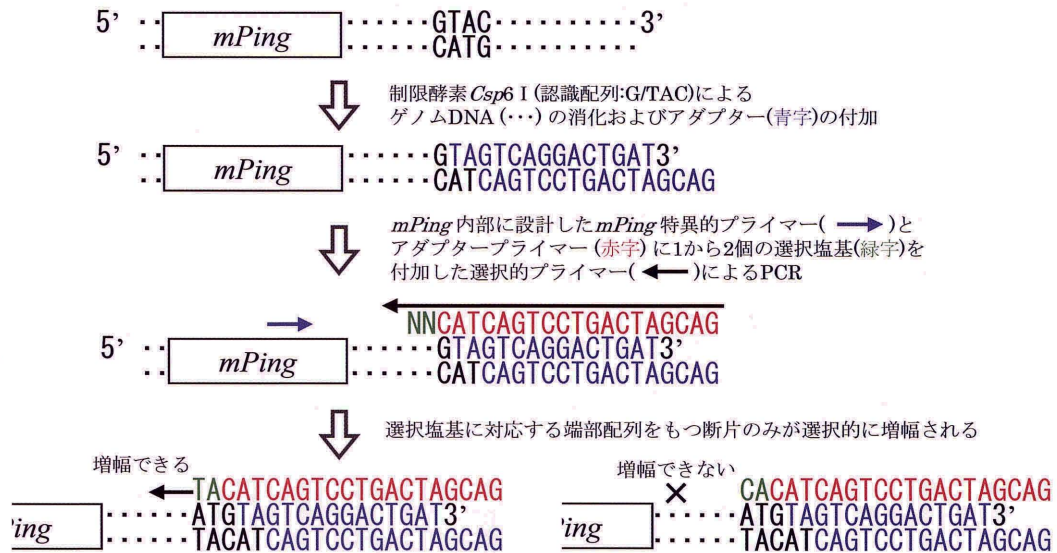 5’ ‥ mPing ‥‥‥GTAC‥‥‥‥‥3’
‥ ‥‥‥CATG‥‥‥‥‥
制限酵素Csp6 I (認識配列:G/TAC)による
ゲノムDNA (···) の消化およびアダプター(青字)の付加
5’ ‥ mPing ‥‥‥GTAGTCAGGACTGAT3’
‥ ‥‥‥CATCAGTCCTGACTAGCAG
mPing 内部に設計したmPing 特異的プライマー( → )と
アダプタープライマー (赤字) に1から2個の選択塩基(緑字)を
付加した選択的プライマー( ← )によるPCR
NNCATCAGTCCTGACTAGCAG
5’ ‥ mPing ‥‥‥GTAGTCAGGACTGAT3’
‥ ‥‥‥CATCAGTCCTGACTAGCAG
選択塩基に対応する端部配列をもつ断片のみが選択的に増幅される
増幅できる
TACATCAGTCCTGACTAGCAG
Ping ‥‥‥ATGTAGTCAGGACTGAT3’
‥‥‥TACATCAGTCCTGACTAGCAG
増幅できない
×
CACATCAGTCCTGACTAGCAG
Ping ‥‥‥ATGTAGTCAGGACTGAT3’
‥‥‥TACATCAGTCCTGACTAGCAG